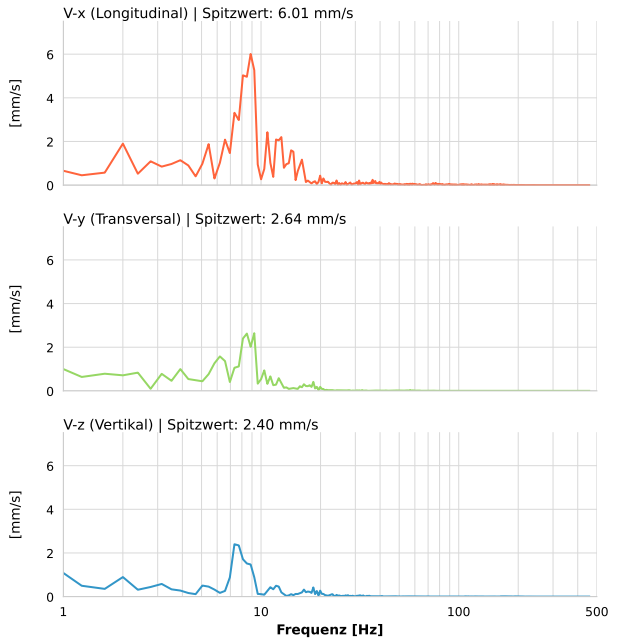 V-x (Longitudinal) | Spitzwert: 6.01 mm/s
[mm/s]
6
4
2
0
V-y (Transversal) | Spitzwert: 2.64 mm/s
[mm/s]
6
4
2
0
V-z (Vertikal) | Spitzwert: 2.40 mm/s
[mm/s]
6
4
2
0
1 10 100 500
Frequenz [Hz]